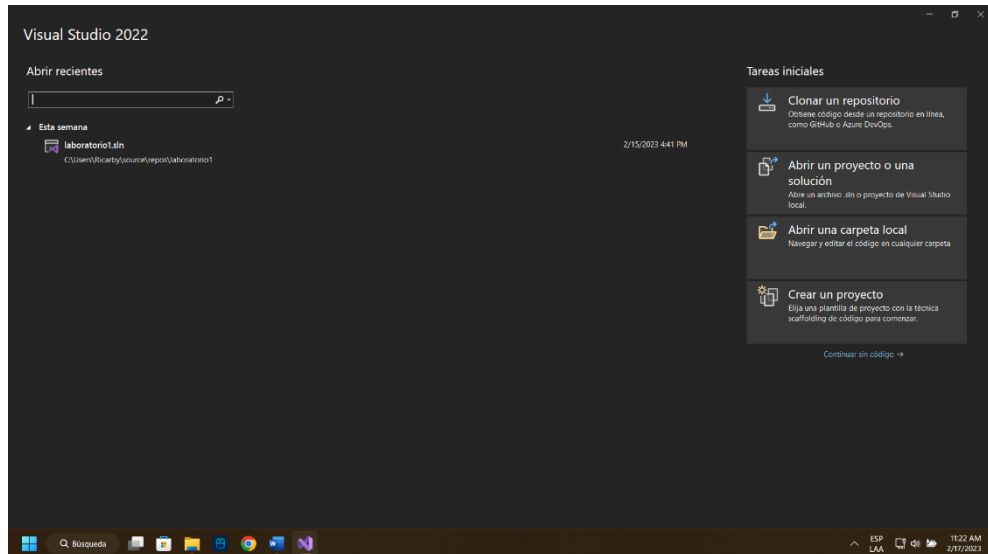 Visual Studio 2022
Abrir recientes
Esta semana
laboratorio1.sln
2/15/2023 4:41 PM
C:\Users\Ricarby\source\repos\laboratorio1
Tareas iniciales
Clonar un repositorio
Obtiene código desde un repositorio en línea,
como GitHub o Azure DevOps.
Abrir un proyecto o una
solución
Abre un archivo .sln o proyecto de Visual Studio
local.
Abrir una carpeta local
Navegar y editar el código en cualquier carpeta
Crear un proyecto
Elija una plantilla de proyecto con la técnica
scaffolding de código para comenzar.
Continuar sin código →
Búsqueda
ESP
LAA
11:22 AM
2/17/2023